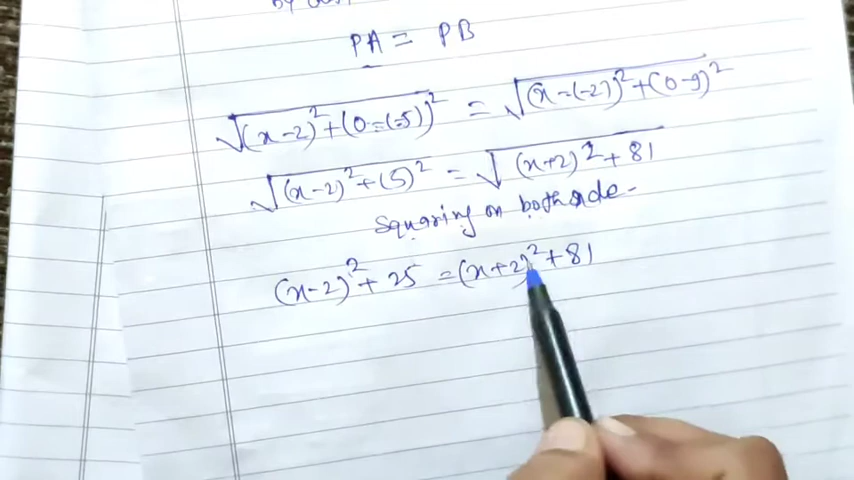 by
PA = PB
√(x-2)²+(0-(-5))² = √(x-(-2))²+(0-9)²
√(x-2)²+(5)² = √(x+2)²+81
Squaring on both side-
(x-2)²+25 = (x+2)²+81